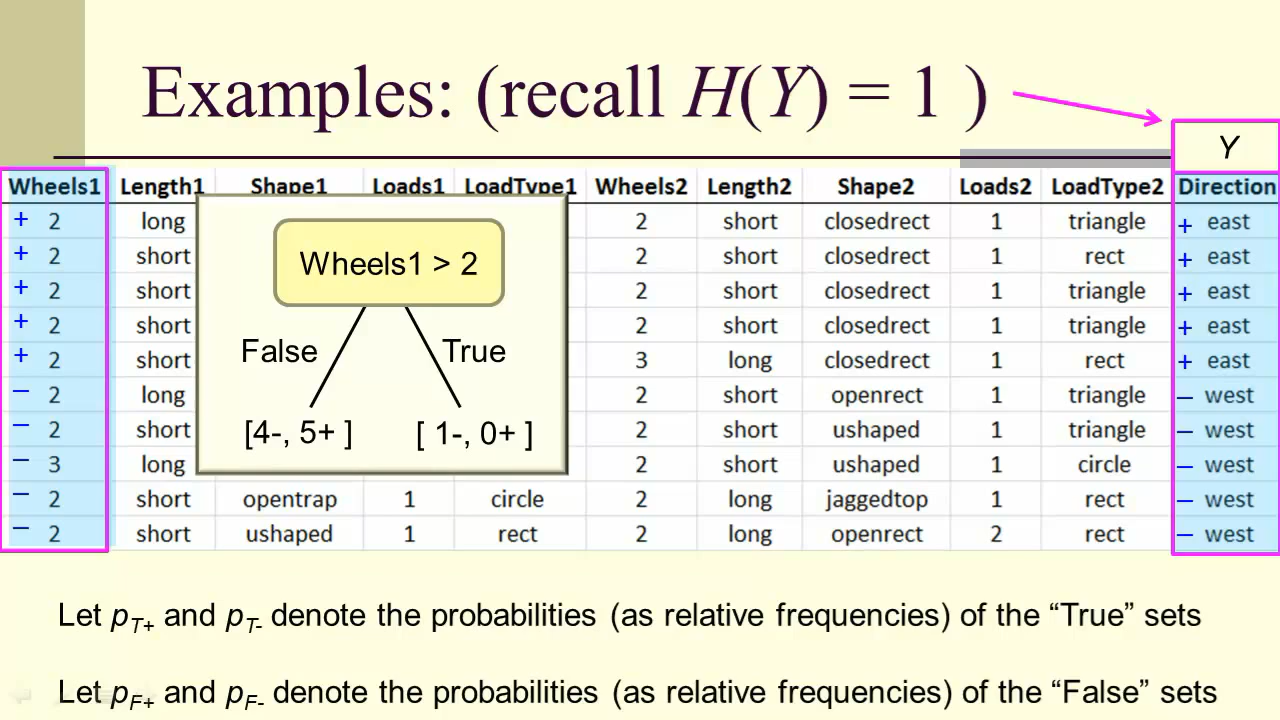 Examples: (recall H(Y) = 1 )
Y
Wheels1 Length1 Shape1 Loads1 LoadType1 Wheels2 Length2 Shape2 Loads2 LoadType2 Direction
+ 2 long 2 short closedrect 1 triangle + east
+ 2 short 2 short closedrect 1 rect + east
+ 2 short 2 short closedrect 1 triangle + east
+ 2 short 2 short closedrect 1 triangle + east
+ 2 short 3 long closedrect 1 rect + east
– 2 long 2 short openrect 1 triangle – west
– 2 short 2 short ushaped 1 triangle – west
– 3 long 2 short ushaped 1 circle – west
– 2 short opentrap 1 circle 2 long jaggedtop 1 rect – west
– 2 short ushaped 1 rect 2 long openrect 2 rect – west
Wheels1 > 2
False True
[4-, 5+ ] [ 1-, 0+ ]
Let pT+ and pT- denote the probabilities (as relative frequencies) of the “True” sets
Let pF+ and pF- denote the probabilities (as relative frequencies) of the “False” sets